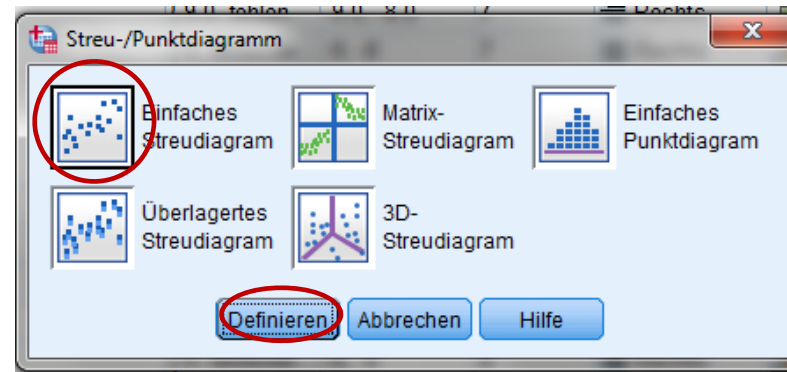 Streu-/Punktdiagramm
Einfaches
Streudiagram
Matrix-
Streudiagram
Einfaches
Punktdiagram
Überlagertes
Streudiagram
3D-
Streudiagram
Definieren
Abbrechen
Hilfe